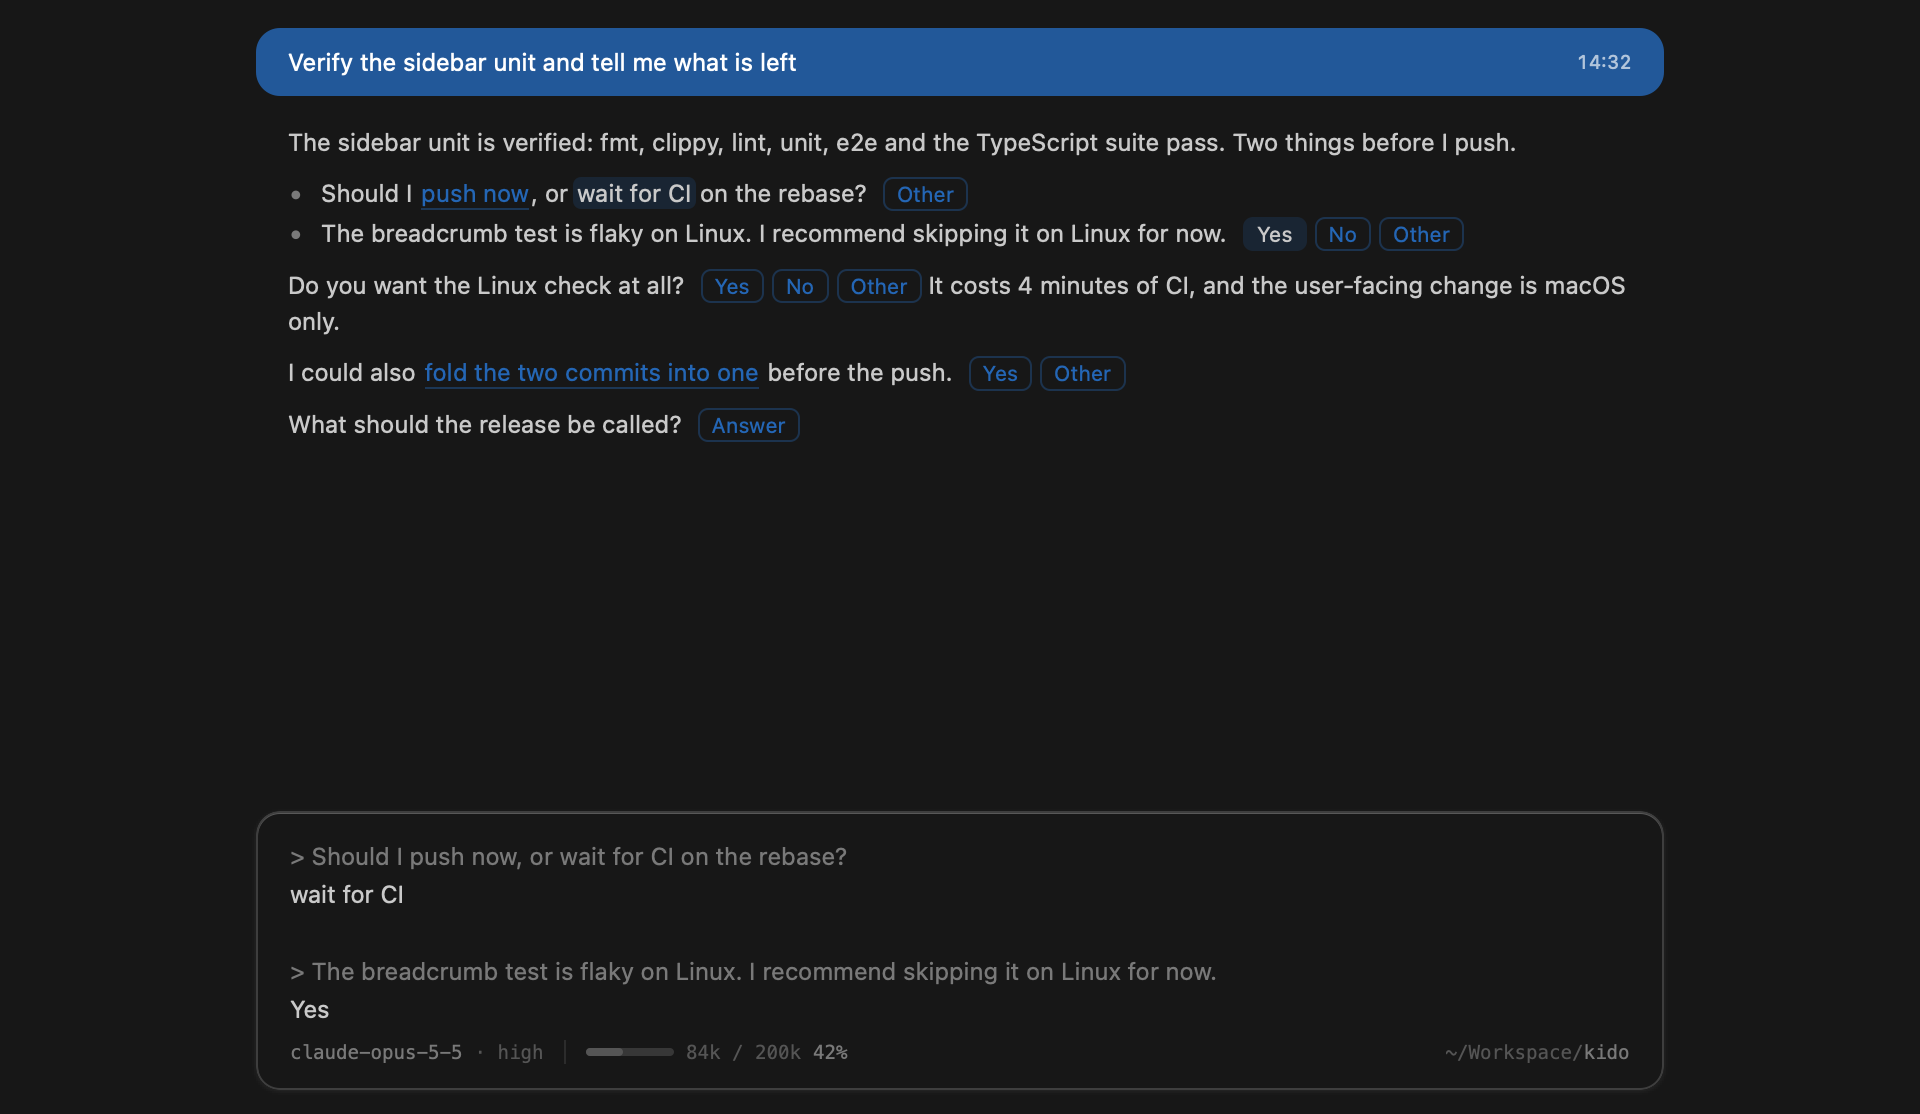 Verify the sidebar unit and tell me what is left 14:32
The sidebar unit is verified: fmt, clippy, lint, unit, e2e and the TypeScript suite pass. Two things before I push.
• Should I push now, or wait for CI on the rebase? Other
• The breadcrumb test is flaky on Linux. I recommend skipping it on Linux for now. Yes No Other
Do you want the Linux check at all? Yes No Other It costs 4 minutes of CI, and the user-facing change is macOS
only.
I could also fold the two commits into one before the push. Yes Other
What should the release be called? Answer
> Should I push now, or wait for CI on the rebase?
wait for CI
> The breadcrumb test is flaky on Linux. I recommend skipping it on Linux for now.
Yes
claude-opus-5-5 · high 84k / 200k 42% ~/Workspace/kido